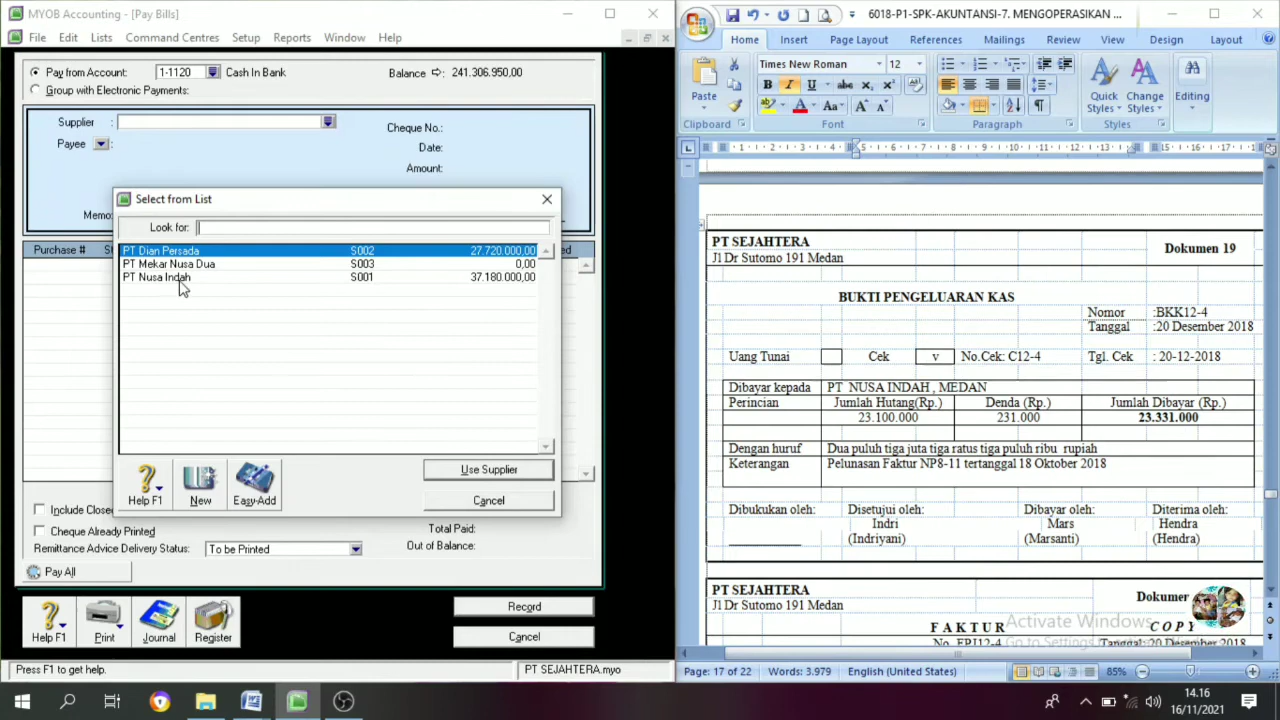 MYOB Accounting - [Pay Bills]
File Edit Lists Command Centres Setup Reports Window Help
Pay from Account: 1-1120 Cash In Bank Balance 241.306.950,00
Group with Electronic Payments:
Supplier :
Payee :
Cheque No.:
Date:
Amount:
Memo:
Purchase #
Select from List
Look for:
PT Dian Persada S002 27.720.000,00
PT Mekar Nusa Dua S003 0,00
PT Nusa Indah S001 37.180.000,00
Use Supplier
Help F1 New Easy-Add Cancel
Include Close
Cheque Already Printed
Total Paid:
Remittance Advice Delivery Status: To be Printed
Out of Balance:
Pay All
Record
Help F1 Print Journal Register Cancel
Press F1 to get help. PT SEJAHTERA.myo
6018-P1-SPK-AKUNTANSI-7. MENGOPERASIKAN ...
Home Insert Page Layout References Mailings Review View Design Layout
Times New Roman 12
Paste
Quick Styles Change Styles Editing
Clipboard Font Paragraph Styles
PT SEJAHTERA Dokumen 19
Jl Dr Sutomo 191 Medan
BUKTI PENGELUARAN KAS
Nomor :BKK12-4
Tanggal :20 Desember 2018
Uang Tunai Cek v No.Cek: C12-4 Tgl. Cek : 20-12-2018
Dibayar kepada PT NUSA INDAH , MEDAN
Perincian Jumlah Hutang(Rp.) Denda (Rp.) Jumlah Dibayar (Rp.)
23.100.000 231.000 23.331.000
Dengan huruf Dua puluh tiga juta tiga ratus tiga puluh ribu rupiah
Keterangan Pelunasan Faktur NP8-11 tertanggal 18 Oktober 2018
Dibukukan oleh: Disetujui oleh: Dibayar oleh: Diterima oleh:
Indri Mars Hendra
(Indriyani) (Marsanti) (Hendra)
PT SEJAHTERA Dokumer
Jl Dr Sutomo 191 Medan
Activate Windows
FAKTUR COPY
Go to Settings
No. FPJ12-4 Tanggal: 20 Desember 2018
Page: 17 of 22 Words: 3.979 English (United States) 85%
14.16
16/11/2021